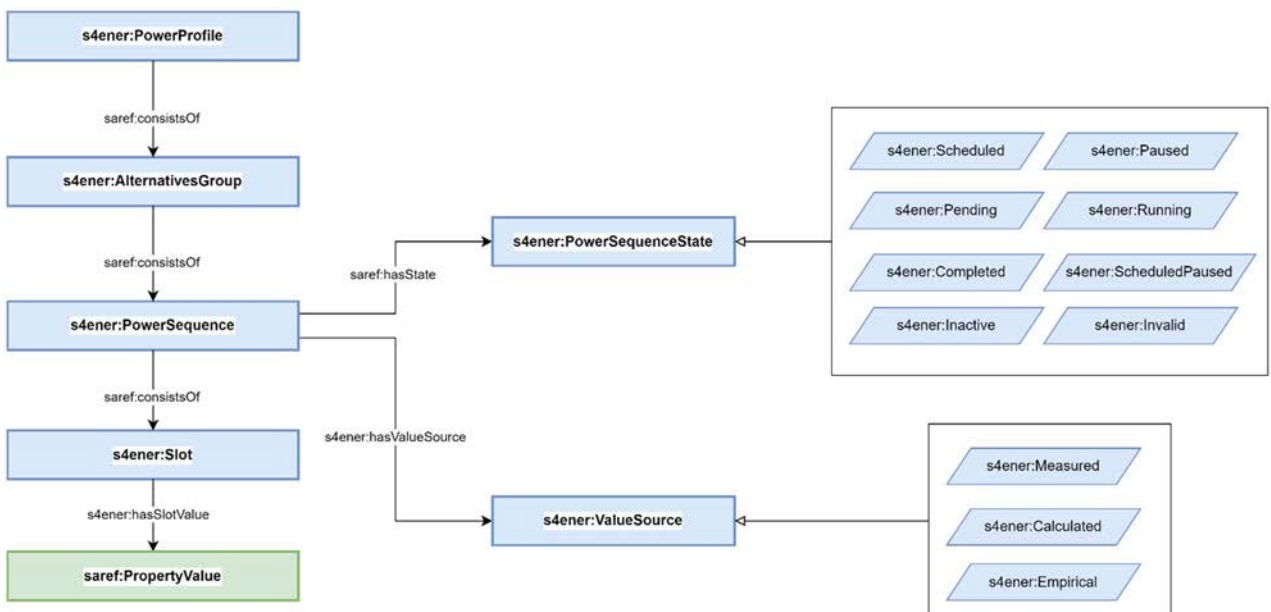 s4ener:PowerProfile
saref:consistsOf
s4ener:AlternativesGroup
saref:consistsOf
s4ener:PowerSequence
saref:consistsOf
s4ener:Slot
s4ener:hasSlotValue
saref:PropertyValue
saref:hasState
s4ener:hasValueSource
s4ener:PowerSequenceState
s4ener:ValueSource
s4ener:Scheduled
s4ener:Paused
s4ener:Pending
s4ener:Running
s4ener:Completed
s4ener:ScheduledPaused
s4ener:Inactive
s4ener:Invalid
s4ener:Measured
s4ener:Calculated
s4ener:Empirical